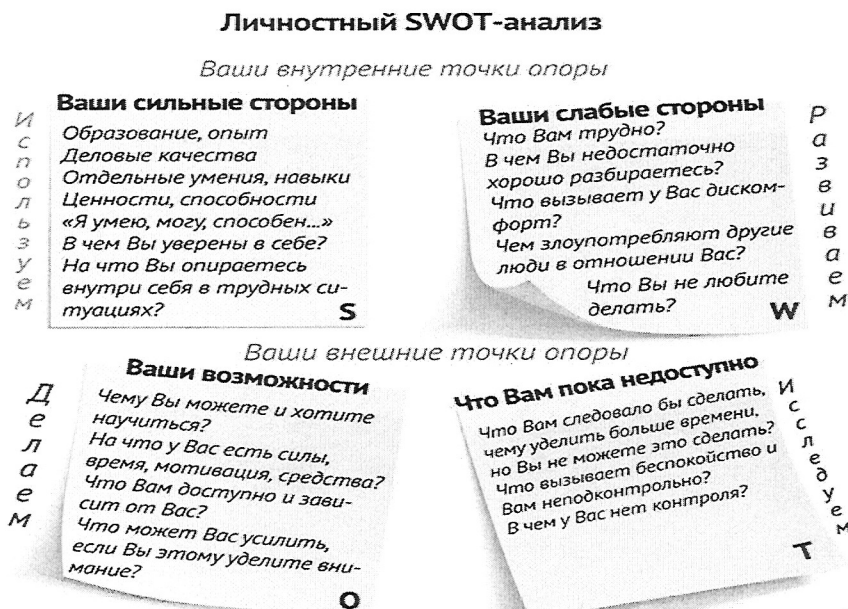 Личностный SWOT-анализ
Ваши внутренние точки опоры
Используем
Ваши сильные стороны
Образование, опыт
Деловые качества
Отдельные умения, навыки
Ценности, способности
«Я умею, могу, способен...»
В чем Вы уверены в себе?
На что Вы опираетесь
внутри себя в трудных си-
туациях?
S
Ваши слабые стороны
Что Вам трудно?
В чем Вы недостаточно
хорошо разбираетесь?
Что вызывает у Вас диском-
форт?
Чем злоупотребляют другие
люди в отношении Вас?
Что Вы не любите
делать?
W
Развиваем
Ваши внешние точки опоры
Делаем
Ваши возможности
Чему Вы можете и хотите
научиться?
На что у Вас есть силы,
время, мотивация, средства?
Что Вам доступно и зави-
сит от Вас?
Что может Вас усилить,
если Вы этому уделите вни-
мание?
O
Что Вам пока недоступно
Что Вам следовало бы сделать,
чему уделить больше времени,
но Вы не можете это сделать?
Что вызывает беспокойство и
Вам неподконтрольно?
В чем у Вас нет контроля?
T
Исследуем